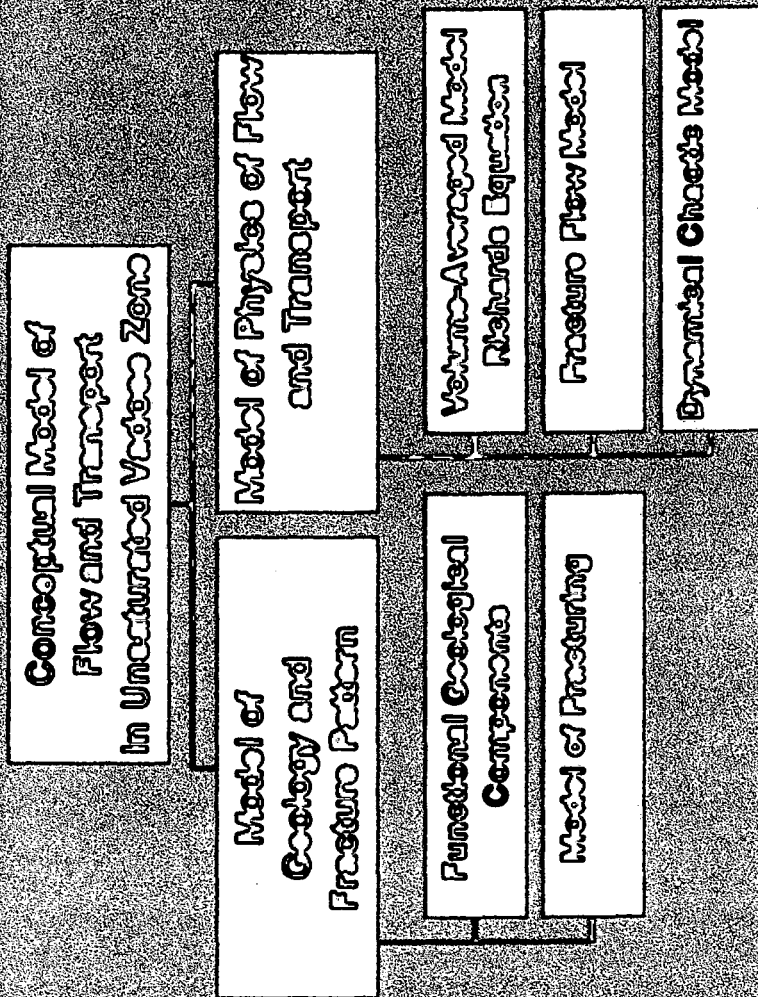 Conceptual Model of
Flow and Transport
in Unsaturated Vadose Zone
Model of
Geology and
Fracture Pattern
Model of Physics of Flow
and Transport
Functional Geological
Components
Model of Fracturing
Volume-Averaged Model
Richards Equation
Fracture Flow Model
Dynamical Chaotic Model